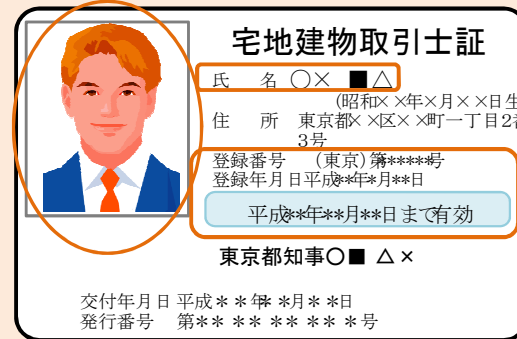 宅地建物取引士証
氏　名 ○×　■△
(昭和××年×月××日生
住　所　東京都××区××町一丁目2番
3号
登録番号　(東京)第*****号
登録年月日平成**年*月**日
平成**年**月**日まで有効
東京都知事○■ △×
交付年月日 平成＊＊年＊＊月＊＊日
発行番号　第** ** ** ** ＊号